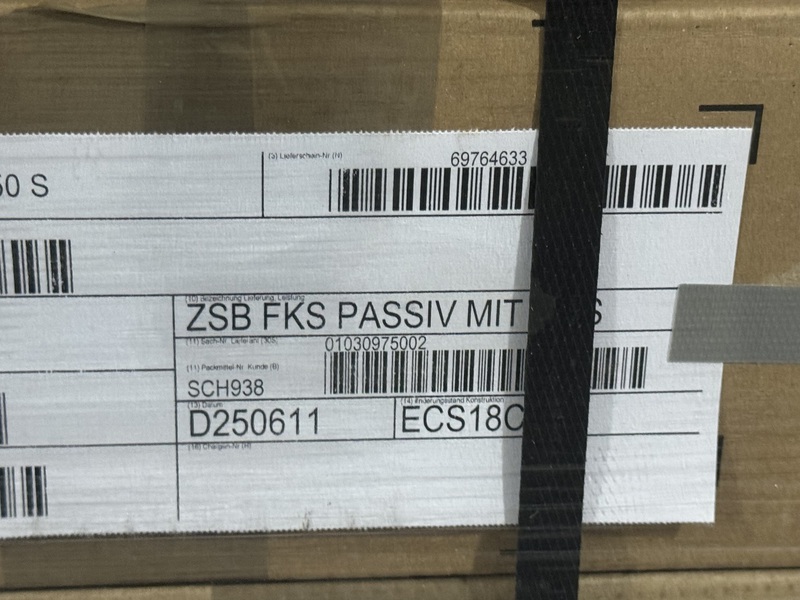 50 S
(3) Lieferschein-Nr (N)
69764633
(10) Bezeichnung Lieferung, Leistung
ZSB FKS PASSIV MIT S
(11) Sach-Nr. Lieferant (30S)
01030975002
(11) Packmittel-Nr. Kunde (B)
SCH938
(13) Datum
D250611
(14) Änderungsstand Konstruktion
ECS18C
(16) Chargen-Nr (H)